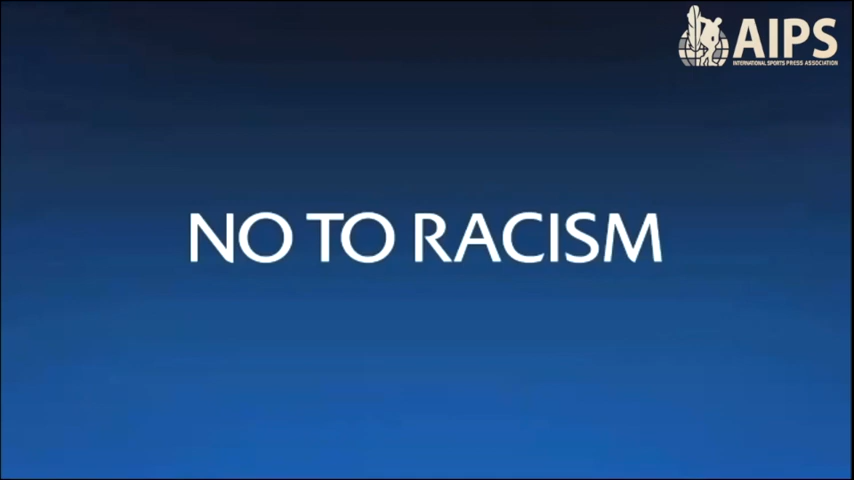 AIPS
INTERNATIONAL SPORTS PRESS ASSOCIATION
NO TO RACISM